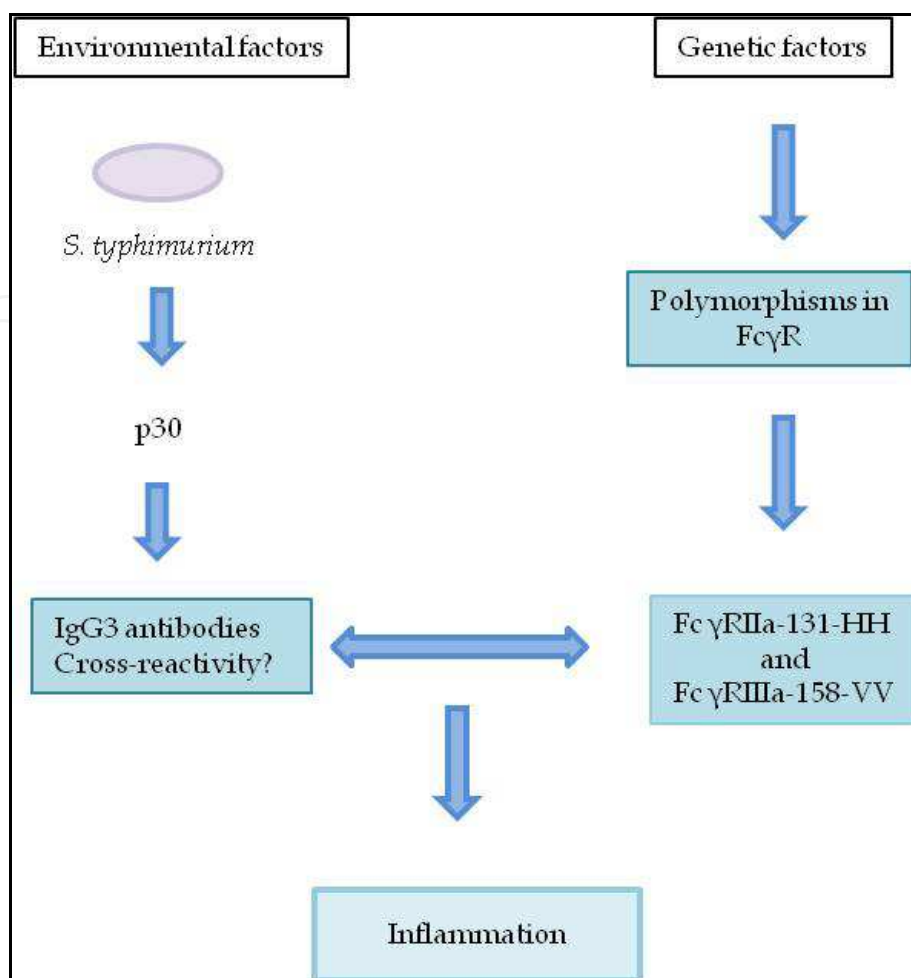 Environmental factors
Genetic factors
S. typhimurium
Polymorphisms in
FcγR
p30
IgG3 antibodies
Cross-reactivity?
Fc γRIIa-131-HH
and
Fc γRIIIa-158-VV
Inflammation